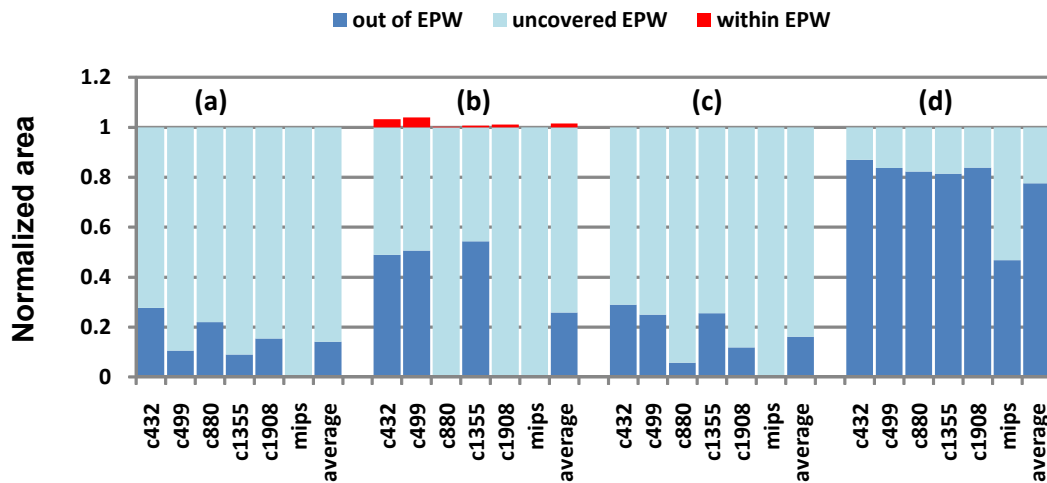 out of EPW uncovered EPW within EPW
Normalized area
1.2
1
0.8
0.6
0.4
0.2
0
(a) (b) (c) (d)
c432 c499 c880 c1355 c1908 mips average c432 c499 c880 c1355 c1908 mips average c432 c499 c880 c1355 c1908 mips average c432 c499 c880 c1355 c1908 mips average